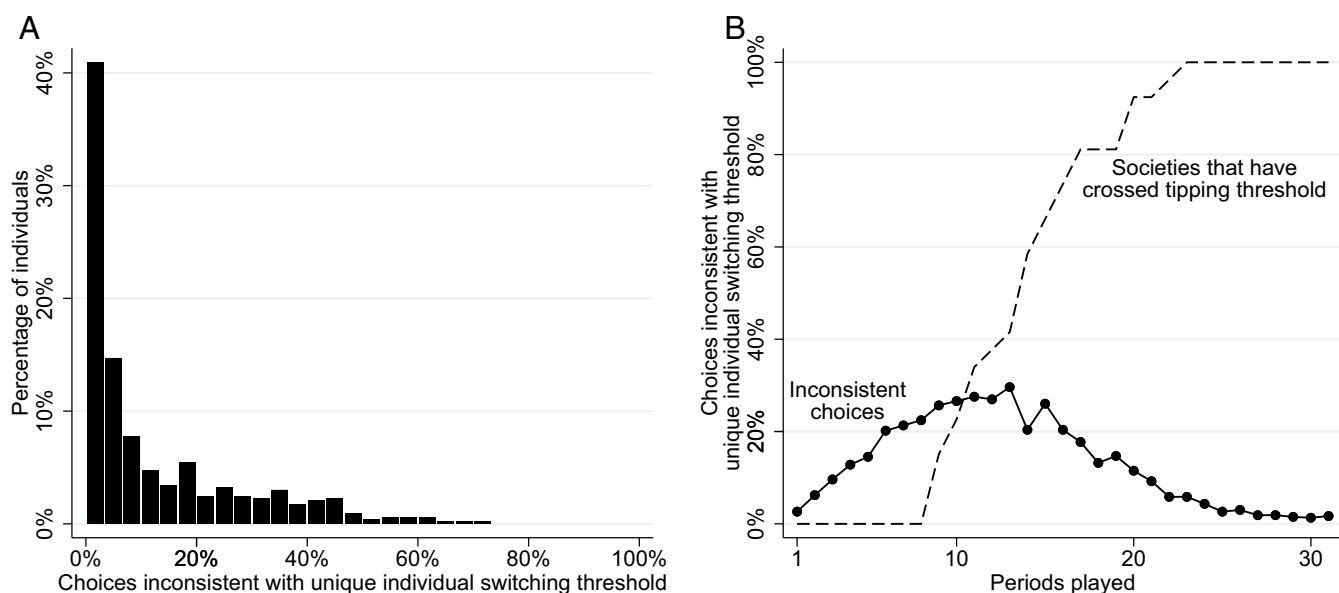 A
Percentage of individuals
40%
30%
20%
10%
0%
0%
20%
40%
60%
80%
100%
Choices inconsistent with unique individual switching threshold
B
Choices inconsistent with
unique individual switching threshold
100%
80%
60%
40%
20%
0%
Societies that have
crossed tipping threshold
Inconsistent
choices
1
10
20
30
Periods played